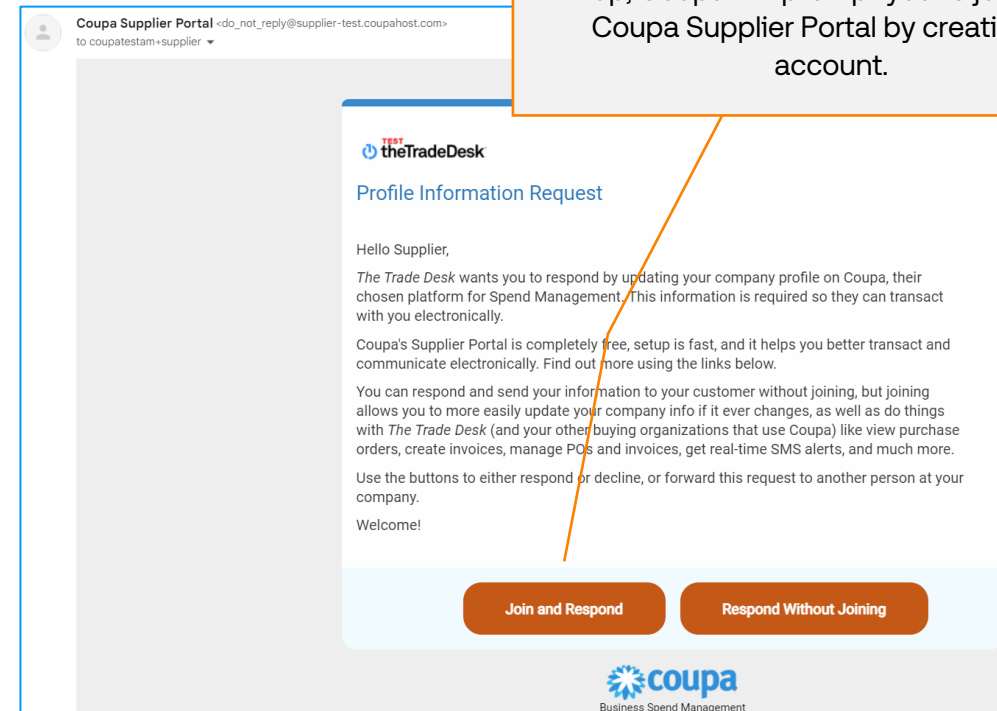 Coupa Supplier Portal by creati
account.
Coupa Supplier Portal <do_not_reply@supplier-test.coupahost.com>
to coupatestam+supplier
TEST
theTradeDesk
Profile Information Request
Hello Supplier,
The Trade Desk wants you to respond by updating your company profile on Coupa, their
chosen platform for Spend Management. This information is required so they can transact
with you electronically.
Coupa's Supplier Portal is completely free, setup is fast, and it helps you better transact and
communicate electronically. Find out more using the links below.
You can respond and send your information to your customer without joining, but joining
allows you to more easily update your company info if it ever changes, as well as do things
with The Trade Desk (and your other buying organizations that use Coupa) like view purchase
orders, create invoices, manage POs and invoices, get real-time SMS alerts, and much more.
Use the buttons to either respond or decline, or forward this request to another person at your
company.
Welcome!
Join and Respond
Respond Without Joining
coupa
Business Spend Management